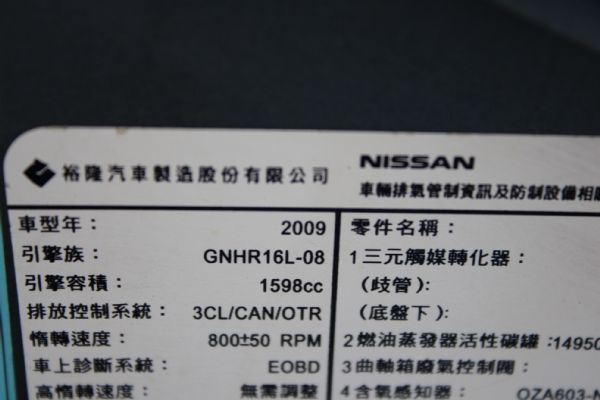 裕隆汽車製造股份有限公司
NISSAN
車輛排氣管制資訊及防制設備相
車型年： 2009
引擎族： GNHR16L-08
引擎容積： 1598cc
排放控制系統： 3CL/CAN/OTR
惰轉速度： 800±50 RPM
車上診斷系統： EOBD
高惰轉速度： 無需調整
零件名稱：
1 三元觸媒轉化器：
(歧管)：
(底盤下)：
2 燃油蒸發器活性碳罐：14950
3 曲軸箱廢氣控制閥：
4 含氧感知器： OZA603-N